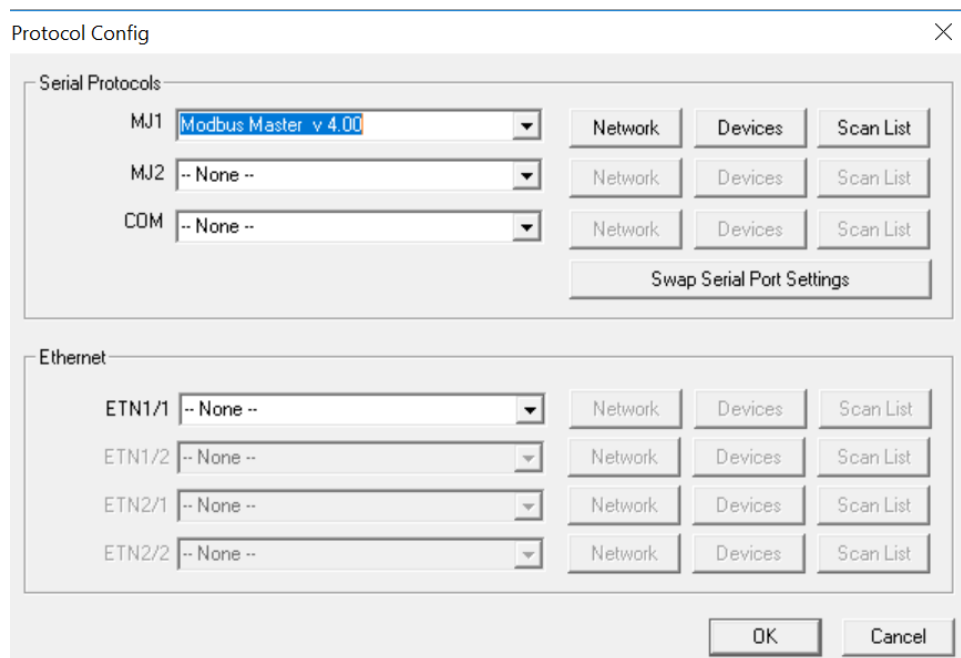 Protocol Config
Serial Protocols
MJ1 Modbus Master v 4.00 Network Devices Scan List
MJ2 -- None -- Network Devices Scan List
COM -- None -- Network Devices Scan List
Swap Serial Port Settings
Ethernet
ETN1/1 -- None -- Network Devices Scan List
ETN1/2 -- None -- Network Devices Scan List
ETN2/1 -- None -- Network Devices Scan List
ETN2/2 -- None -- Network Devices Scan List
OK Cancel